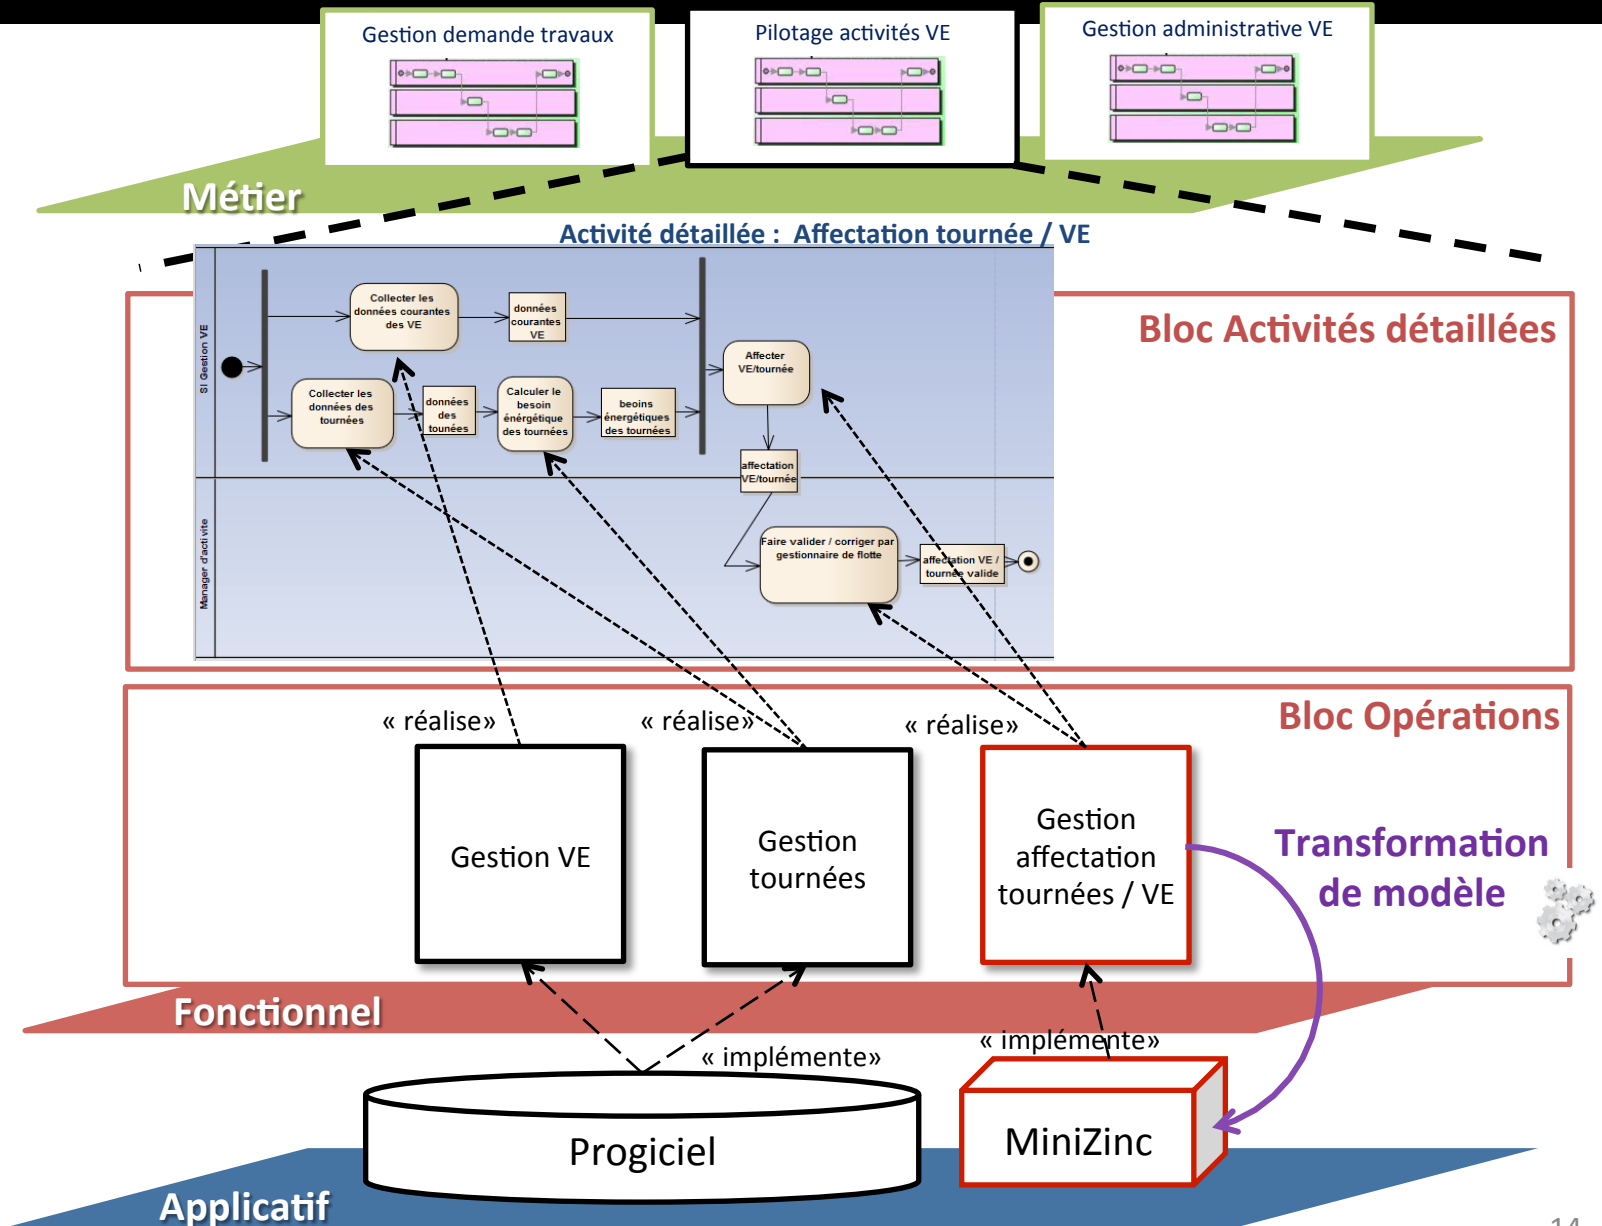 Gestion demande travaux
Pilotage activités VE
Gestion administrative VE
Métier
Activité détaillée :  Affectation tournée / VE
Bloc Activités détaillées
SI Gestion VE
Collecter les
données courantes
des VE
données
courantes
VE
Affecter
VE/tournée
Collecter les
données des
tournées
données
des
tounées
Calculer le
besoin
énérgétique
des tournées
beoins
énergétiques
des tournées
affectation
VE/tournée
Manager d'activite
Faire valider / corriger par
gestionnaire de flotte
affectation VE /
tournée valide
Bloc Opérations
« réalise»
« réalise»
« réalise»
Gestion VE
Gestion
tournées
Gestion
affectation
tournées / VE
Transformation
de modèle
Fonctionnel
« implémente»
« implémente»
Progiciel
MiniZinc
Applicatif
14